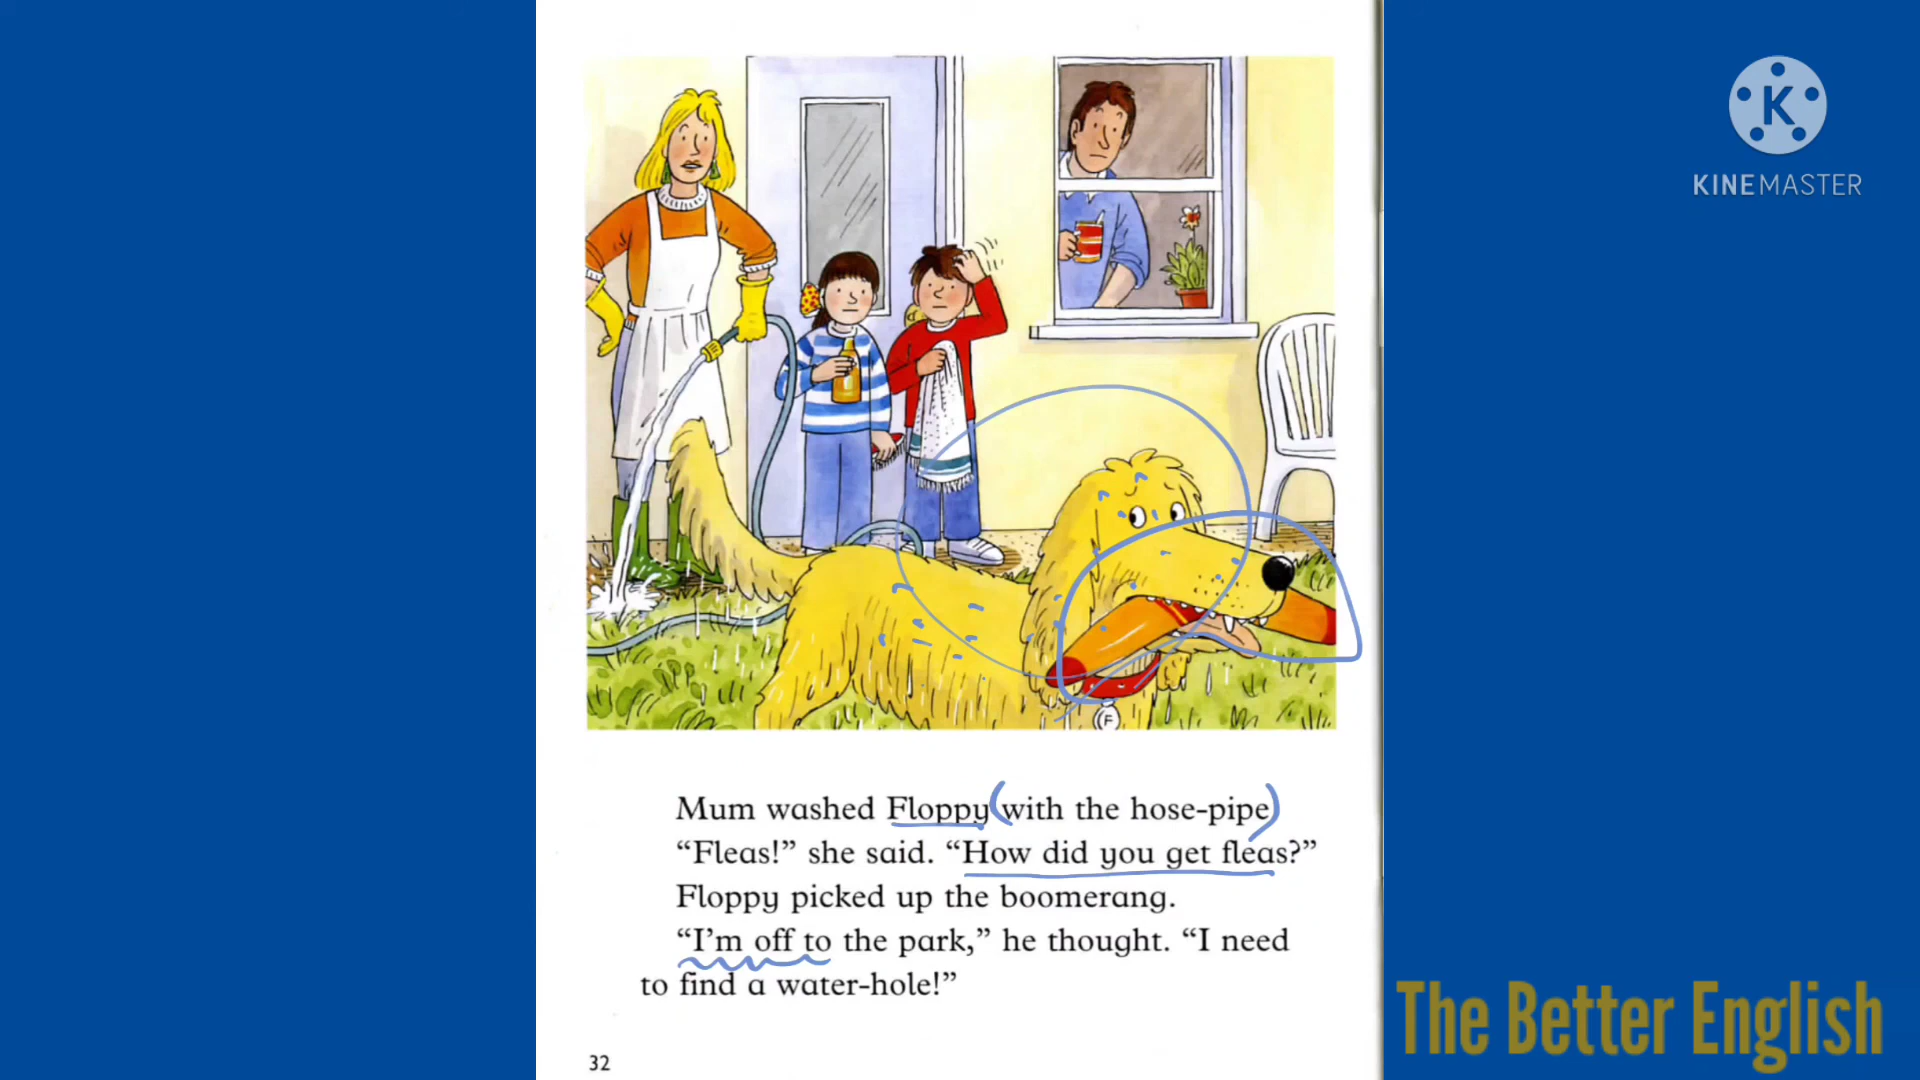 K
KINEMASTER
F
Mum washed Floppy (with the hose-pipe)
“Fleas!” she said. “How did you get fleas?”
Floppy picked up the boomerang.
“I’m off to the park,” he thought. “I need
to find a water-hole!”
32
The Better English